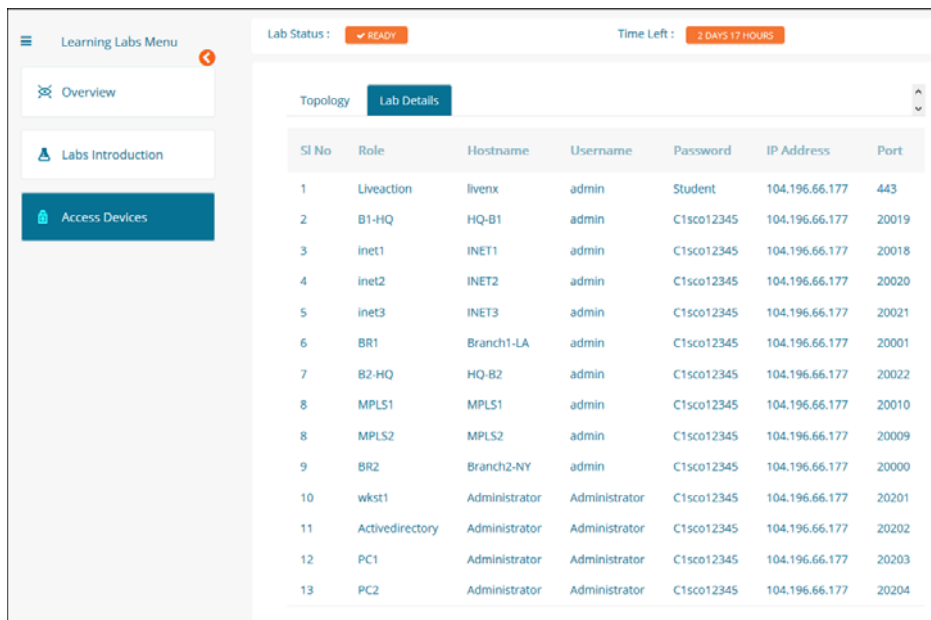 Learning Labs Menu
Overview
Labs Introduction
Access Devices
Lab Status : READY Time Left : 2 DAYS 17 HOURS
Topology Lab Details
Sl No Role Hostname Username Password IP Address Port
1 Liveaction livenx admin Student 104.196.66.177 443
2 B1-HQ HQ-B1 admin C1sco12345 104.196.66.177 20019
3 inet1 INET1 admin C1sco12345 104.196.66.177 20018
4 inet2 INET2 admin C1sco12345 104.196.66.177 20020
5 inet3 INET3 admin C1sco12345 104.196.66.177 20021
6 BR1 Branch1-LA admin C1sco12345 104.196.66.177 20001
7 B2-HQ HQ-B2 admin C1sco12345 104.196.66.177 20022
8 MPLS1 MPLS1 admin C1sco12345 104.196.66.177 20010
8 MPLS2 MPLS2 admin C1sco12345 104.196.66.177 20009
9 BR2 Branch2-NY admin C1sco12345 104.196.66.177 20000
10 wkst1 Administrator Administrator C1sco12345 104.196.66.177 20201
11 Activedirectory Administrator Administrator C1sco12345 104.196.66.177 20202
12 PC1 Administrator Administrator C1sco12345 104.196.66.177 20203
13 PC2 Administrator Administrator C1sco12345 104.196.66.177 20204